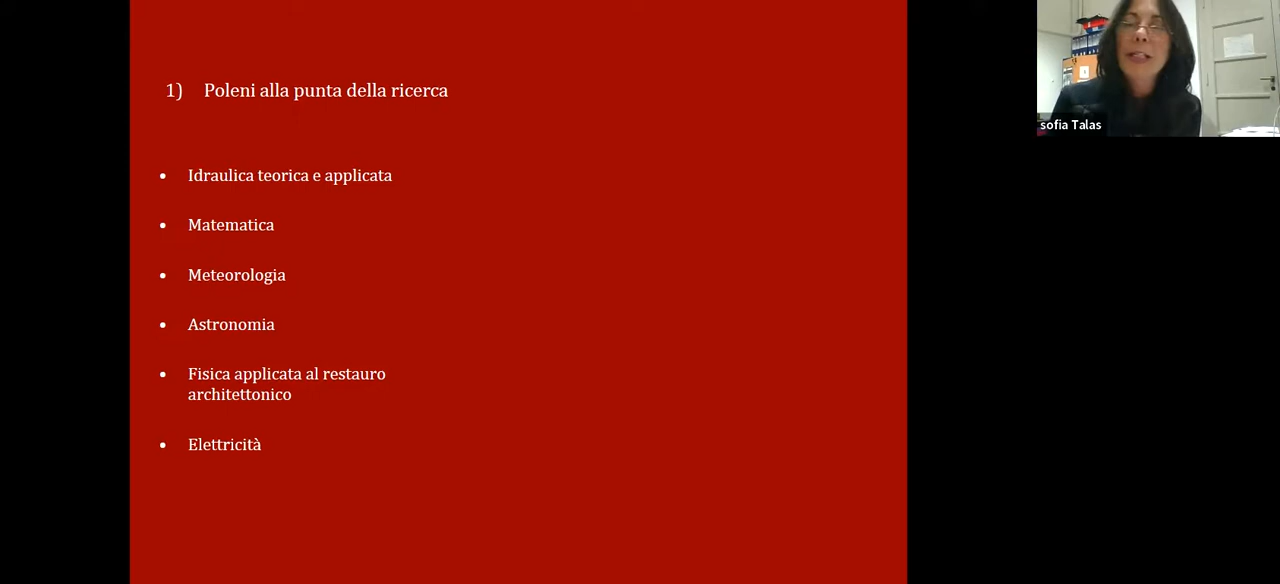 1) Poleni alla punta della ricerca
• Idraulica teorica e applicata
• Matematica
• Meteorologia
• Astronomia
• Fisica applicata al restauro
architettonico
• Elettricità
sofia Talas